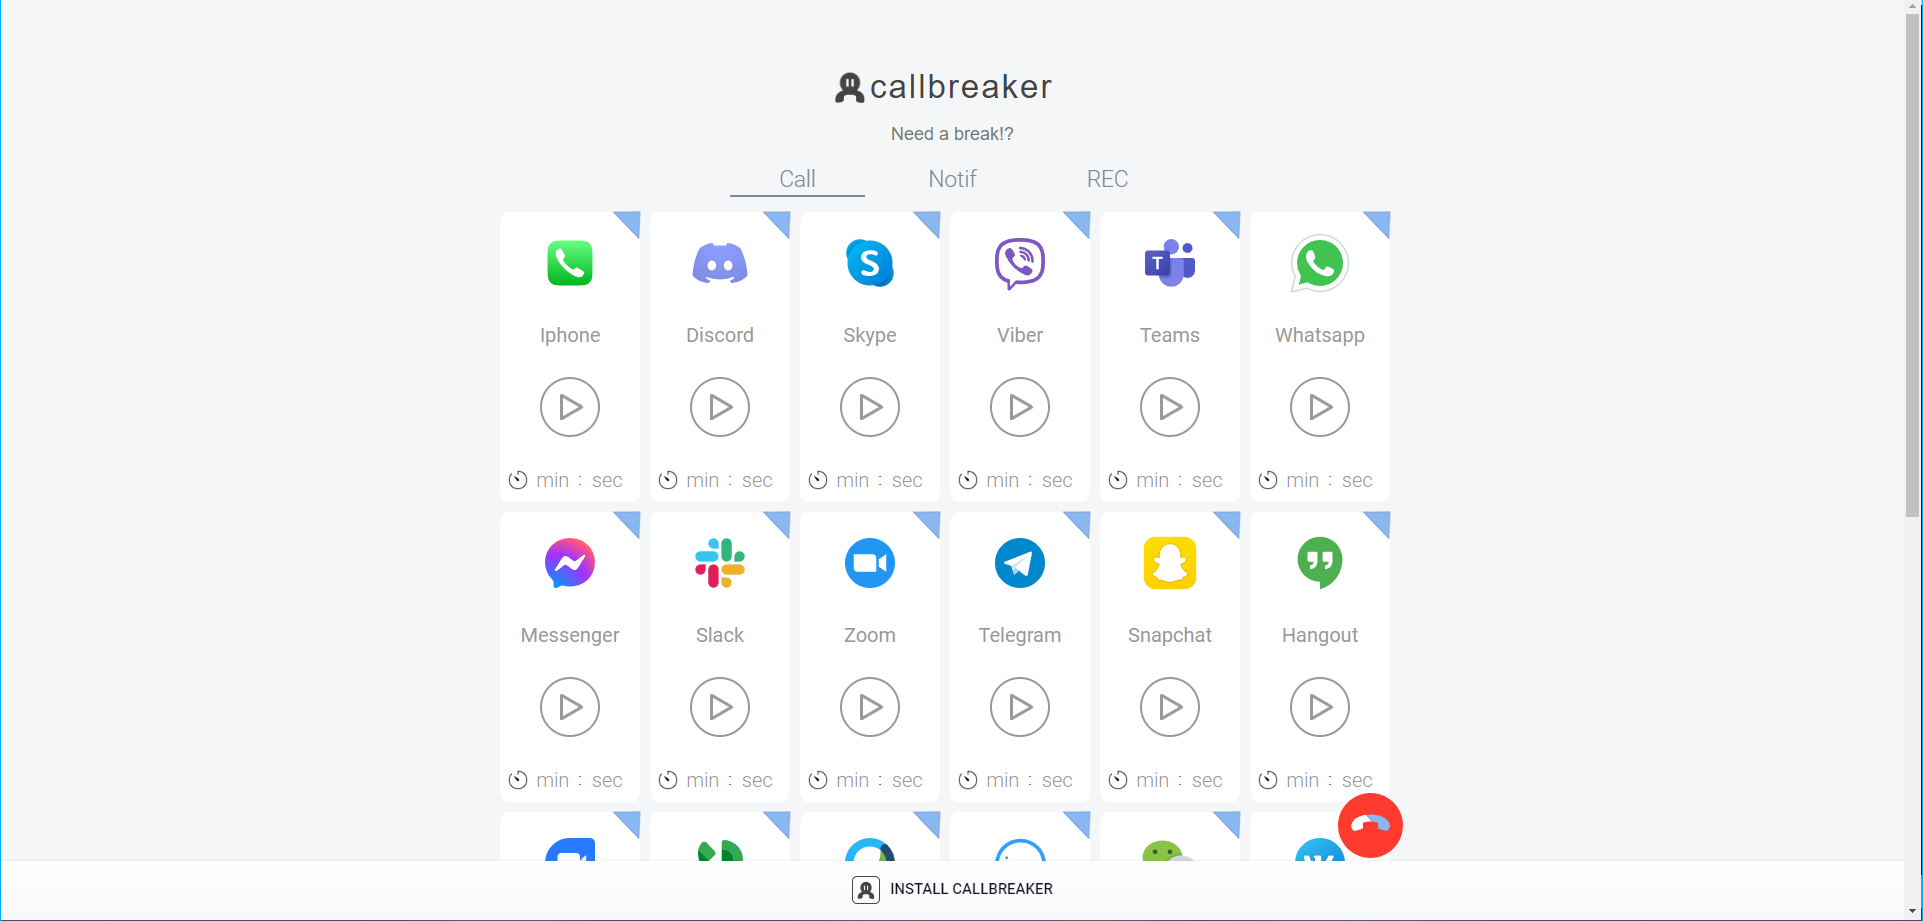 callbreaker
Need a break!?
Call Notif REC
Iphone Discord Skype Viber Teams Whatsapp
min : sec min : sec min : sec min : sec min : sec min : sec
Messenger Slack Zoom Telegram Snapchat Hangout
min : sec min : sec min : sec min : sec min : sec min : sec
INSTALL CALLBREAKER